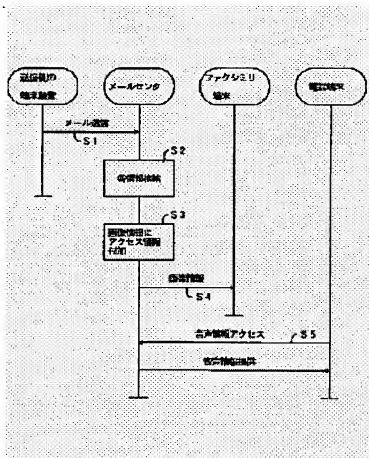 送信側の
端末装置
メールセンタ
ファクシミリ
端末
電話端末
メール送信
S1
S2
S3
画像情報に
アクセス情報
付加
画像情報
S4
音声情報アクセス
S5
音声情報提供